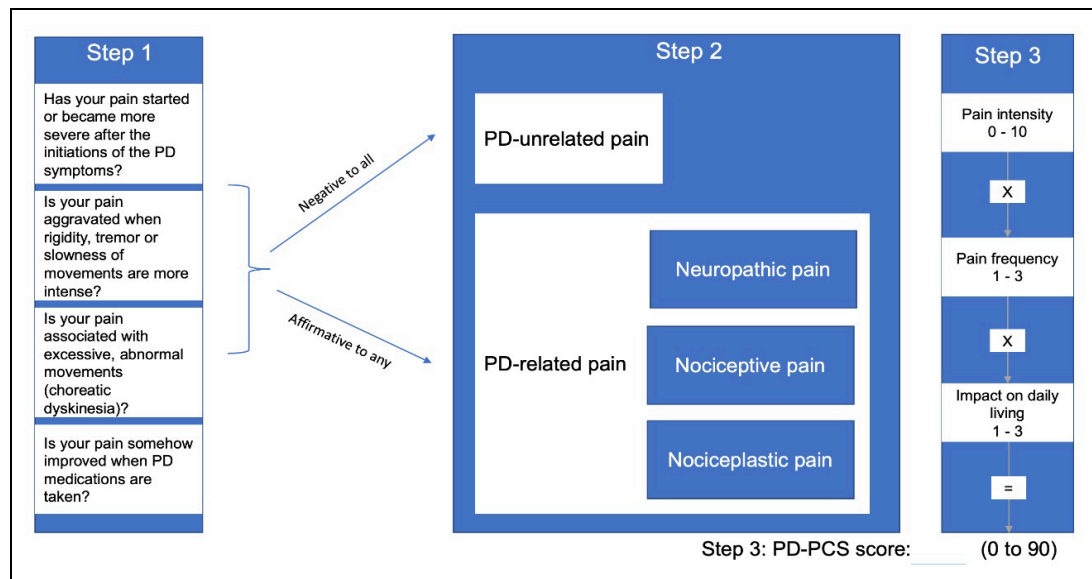 Step 1
Has your pain started
or became more
severe after the
initiations of the PD
symptoms?
Is your pain
aggravated when
rigidity, tremor or
slowness of
movements are more
intense?
Is your pain
associated with
excessive, abnormal
movements
(choreatic
dyskinesia)?
Is your pain somehow
improved when PD
medications are
taken?
Negative to all
Affirmative to any
Step 2
PD-unrelated pain
PD-related pain
Neuropathic pain
Nociceptive pain
Nociceplastic pain
Step 3
Pain intensity
0 - 10
X
Pain frequency
1 - 3
X
Impact on daily
living
1 - 3
=
Step 3: PD-PCS score: (0 to 90)